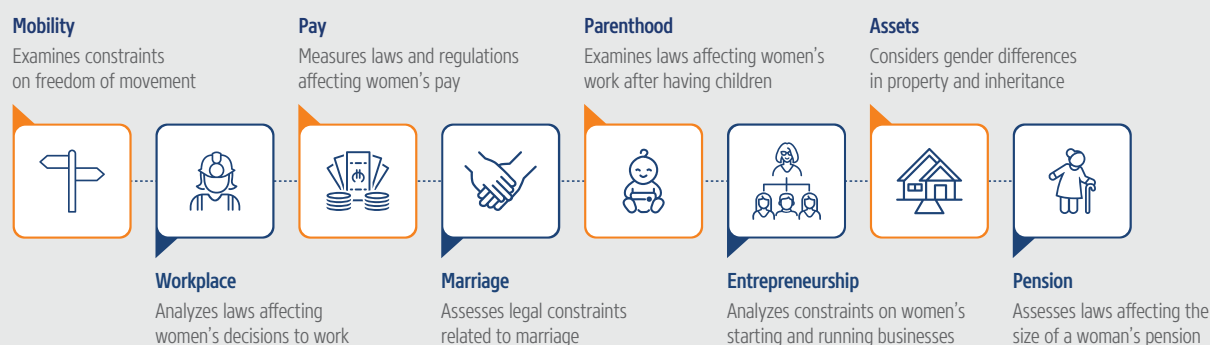 Mobility
Examines constraints
on freedom of movement
Pay
Measures laws and regulations
affecting women's pay
Parenthood
Examines laws affecting women's
work after having children
Assets
Considers gender differences
in property and inheritance
Workplace
Analyzes laws affecting
women's decisions to work
Marriage
Assesses legal constraints
related to marriage
Entrepreneurship
Analyzes constraints on women's
starting and running businesses
Pension
Assesses laws affecting the
size of a woman's pension